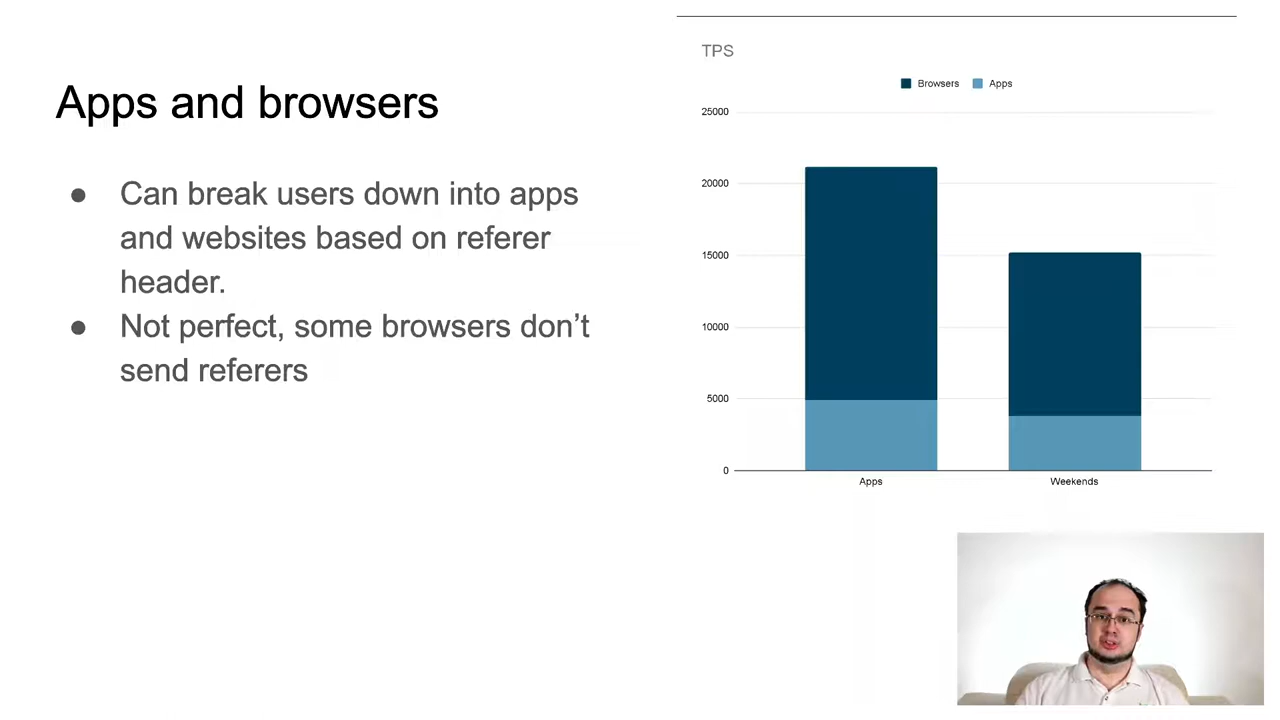 Apps and browsers
● Can break users down into apps
and websites based on referer
header.
● Not perfect, some browsers don’t
send referers
TPS
Browsers Apps
25000
20000
15000
10000
5000
0
Apps Weekends